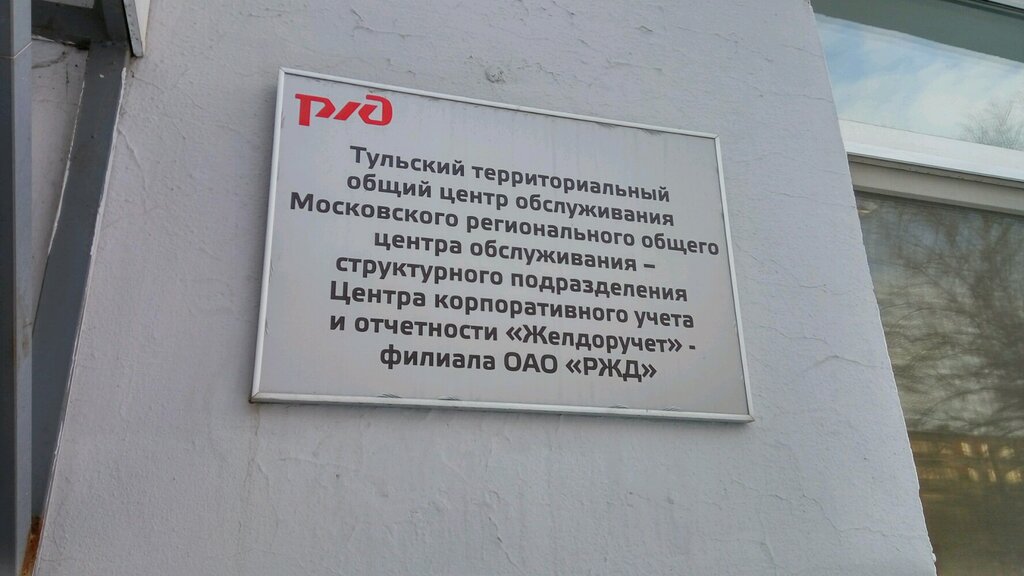 РЖД
Тульский территориальный
общий центр обслуживания
Московского регионального общего
центра обслуживания –
структурного подразделения
Центра корпоративного учета
и отчетности «Желдоручет» -
филиала ОАО «РЖД»